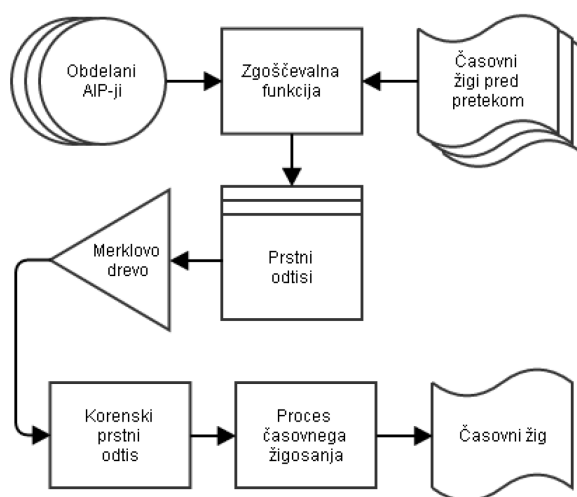 Obdelani
AIP-ji
Zgoščevalna
funkcija
Časovni
žigi pred
pretekom
Merklovo
drevo
Prstni
odtisi
Korenski
prstni
odtis
Proces
časovnega
žigosanja
Časovni žig